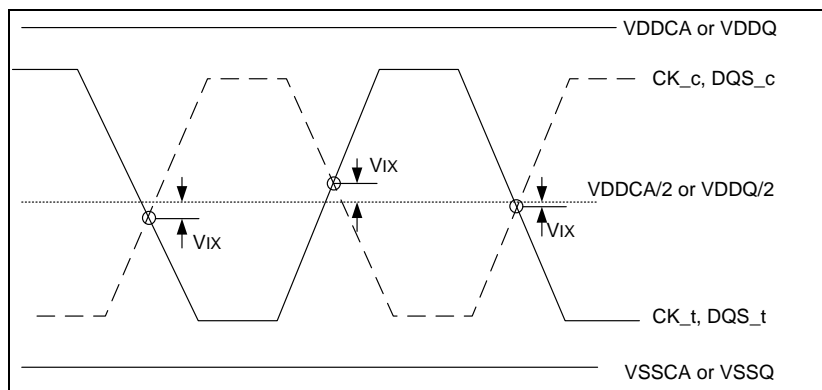 VDDCA or VDDQ
CK_c, DQS_c
VIX
VDDCA/2 or VDDQ/2
VIX
VIX
CK_t, DQS_t
VSSCA or VSSQ